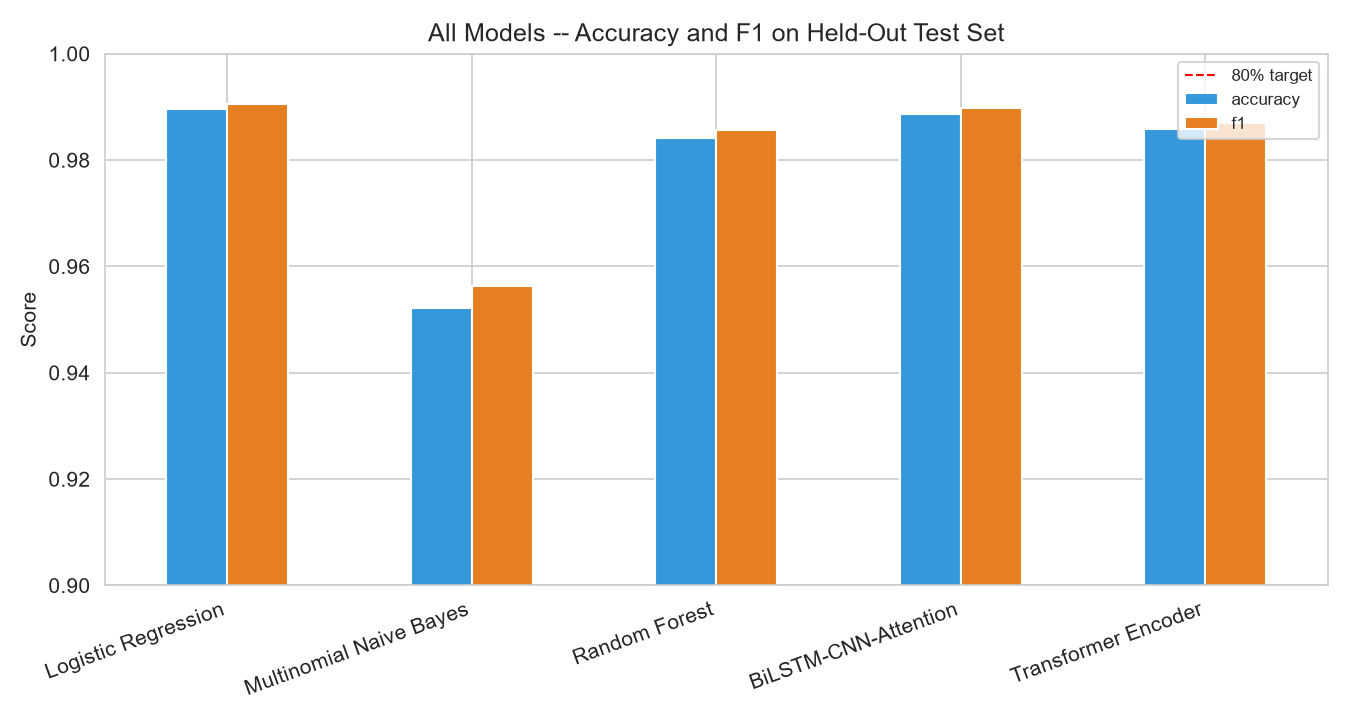 All Models -- Accuracy and F1 on Held-Out Test Set
1.00
0.98
0.96
0.94
0.92
0.90
Score
80% target
accuracy
f1
Logistic Regression
Multinomial Naive Bayes
Random Forest
BiLSTM-CNN-Attention
Transformer Encoder